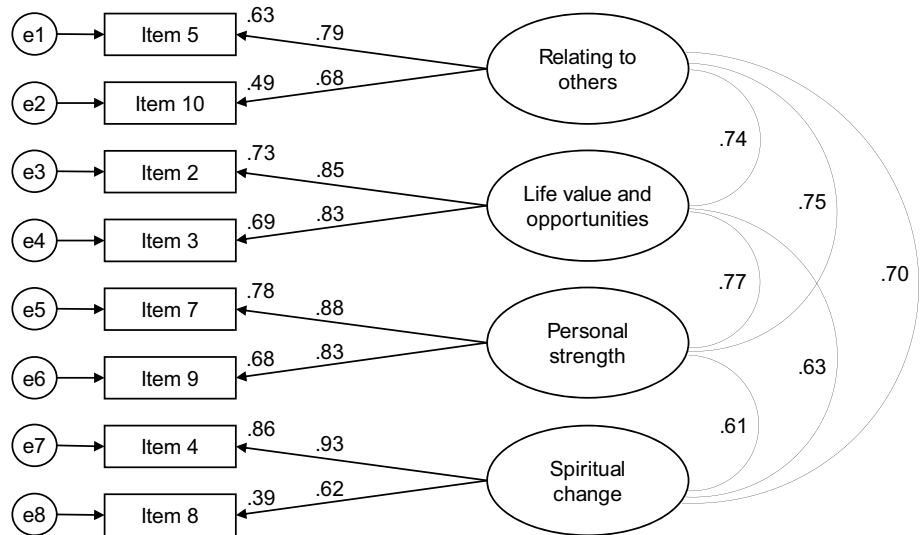 .63
e1 Item 5 .79 Relating to
others
e2 Item 10 .49 .68
.74
.73
e3 Item 2 .85 Life value and
opportunities .75
e4 Item 3 .69 .83
.77 .70
.78
e5 Item 7 .88 Personal
strength
.63
e6 Item 9 .68 .83
.61
.86
e7 Item 4 .93 Spiritual
change
e8 Item 8 .39 .62